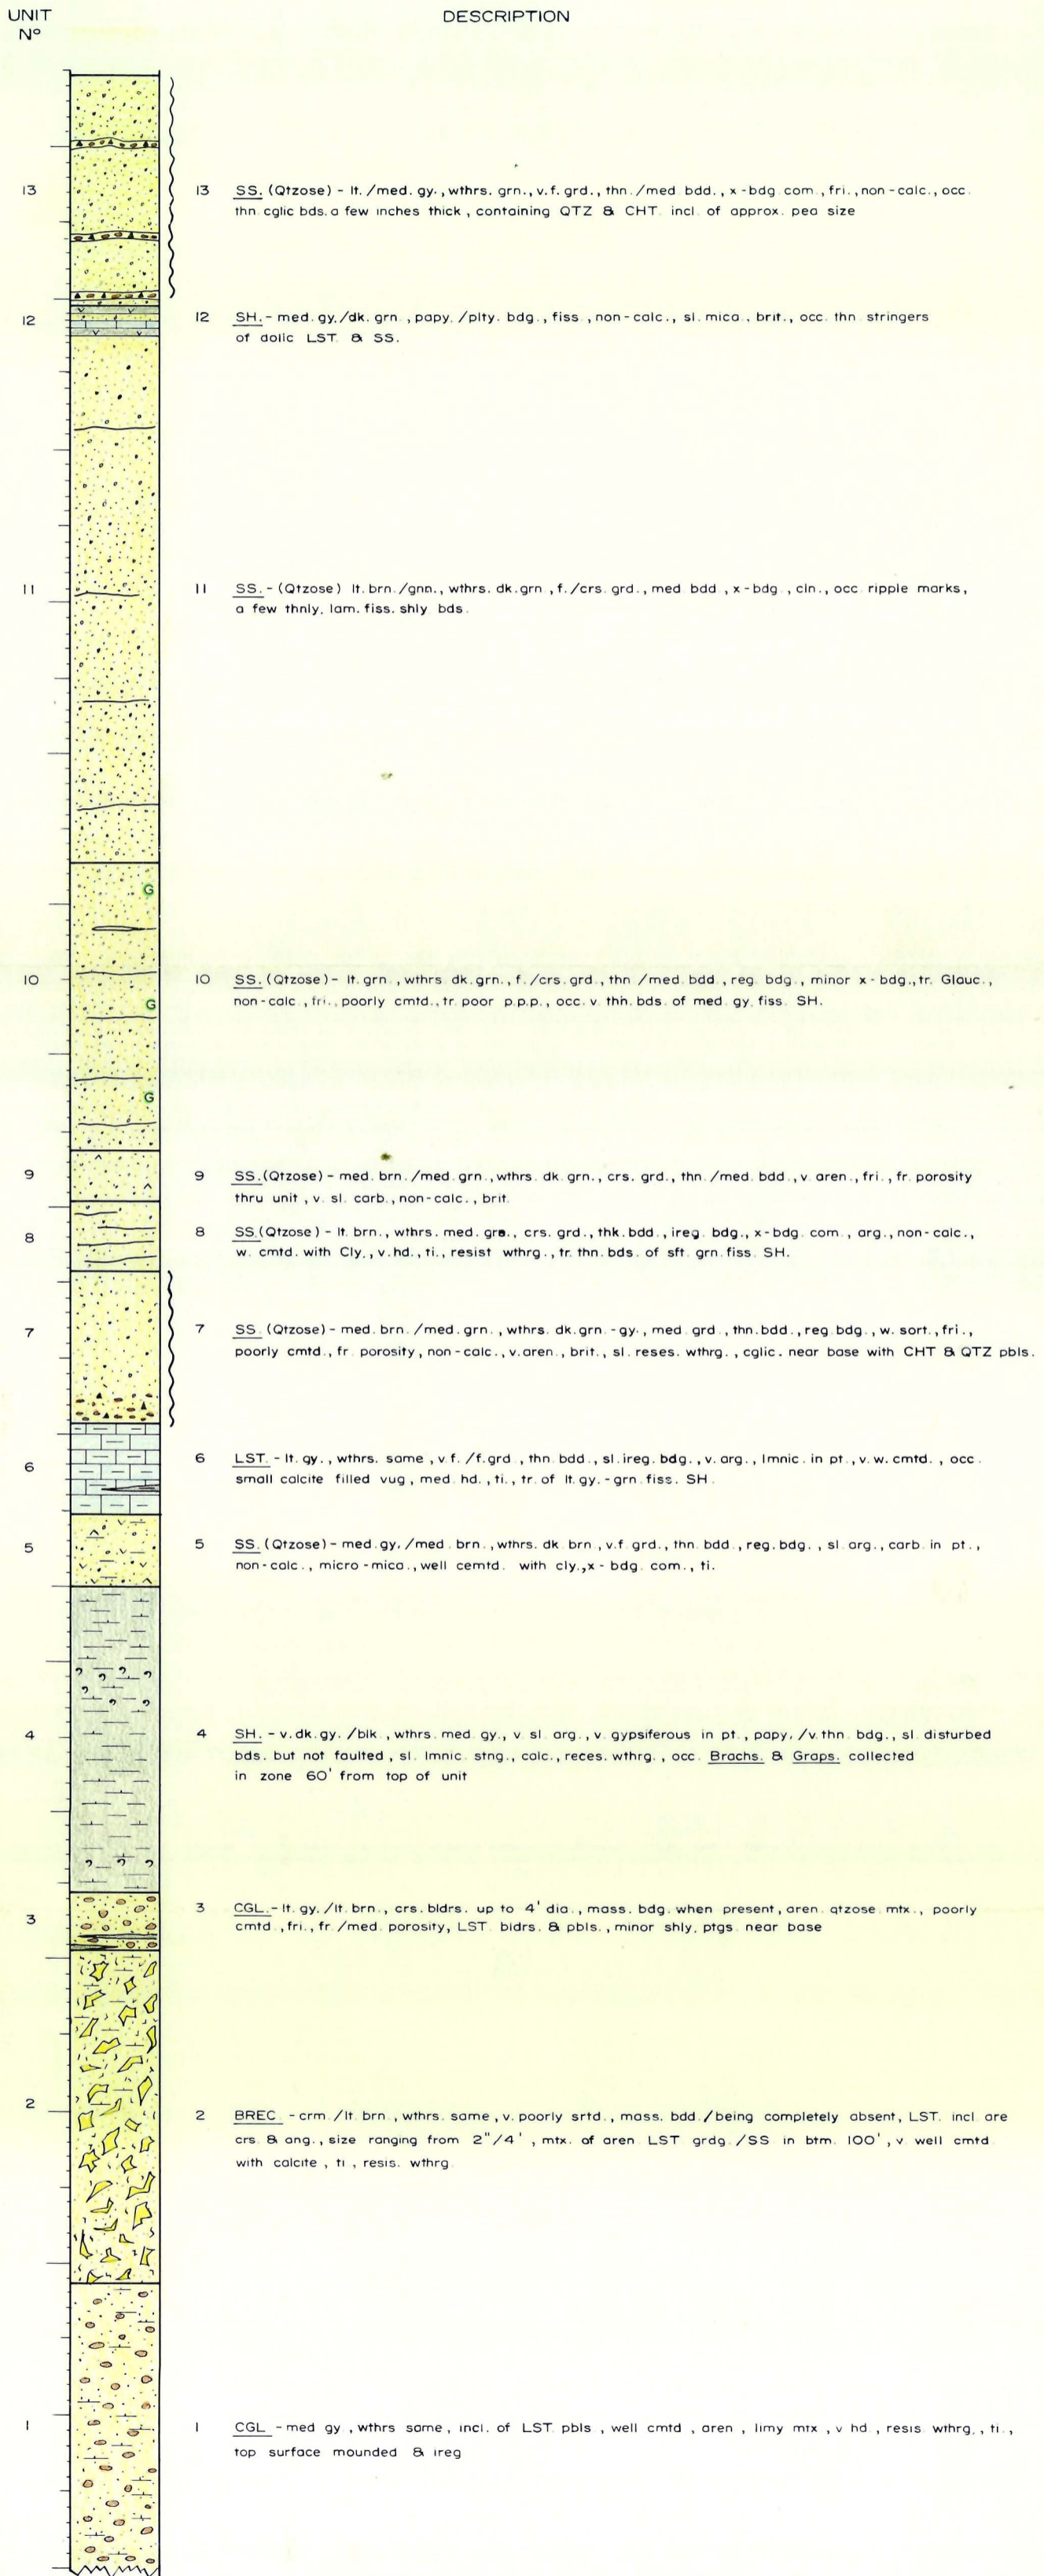 UNIT
Nº
DESCRIPTION
13
13 SS. (Qtzose) - lt. /med. gy., wthrs. grn., v.f. grd., thn./med bdd., x-bdg com., fri., non-calc., occ.
thn cglic bds. a few inches thick, containing QTZ & CHT. incl. of approx. pea size
12
12 SH. - med. gy./dk. grn., papy. /plty. bdg., fiss., non-calc., sl. mica., brit., occ. thn stringers
of dolic LST & SS.
11
11 SS. - (Qtzose) lt. brn./gnn., wthrs. dk. grn., f./crs. grd., med bdd., x-bdg., cln., occ. ripple marks,
a few thnly. lam. fiss. shly bds.
G
10
10 SS. (Qtzose) - lt. grn., wthrs dk. grn., f./crs. grd., thn /med. bdd., reg. bdg., minor x-bdg., tr. Glauc.,
non-calc., fri., poorly cmtd., tr. poor p.p.p., occ. v. thn. bds. of med. gy. fiss. SH.
G
G
9
9 SS. (Qtzose) - med. brn./med. grn., wthrs. dk. grn., crs. grd., thn./med. bdd., v. aren., fri., fr. porosity
thru unit, v. sl. carb., non-calc., brit.
8
8 SS. (Qtzose) - lt. brn., wthrs. med. grn., crs. grd., thk. bdd., ireg. bdg., x-bdg. com., arg., non-calc.,
w. cmtd. with Cly., v. hd., ti., resist wthrg., tr. thn. bds. of sft. grn. fiss. SH.
7
7 SS. (Qtzose) - med. brn. /med. grn., wthrs. dk. grn.-gy., med. grd., thn. bdd., reg. bdg., w. sort., fri.,
poorly cmtd., fr. porosity, non-calc., v. aren., brit., sl. reses. wthrg., cglic. near base with CHT & QTZ pbls.
6
6 LST. - lt. gy., wthrs. same, v.f./f. grd., thn bdd., sl. ireg. bdg., v. arg., lmnic. in pt., v. w. cmtd., occ.
small calcite filled vug, med. hd., ti., tr. of lt. gy.-grn. fiss. SH.
5
5 SS. (Qtzose) - med. gy./med. brn., wthrs. dk. brn., v.f. grd., thn. bdd., reg. bdg., sl. arg., carb. in pt.,
non-calc., micro-mica., well cemtd. with cly., x-bdg. com., ti.
4
4 SH. - v. dk. gy. /blk., wthrs. med. gy., v. sl. arg., v. gypsiferous in pt., papy. /v. thn. bdg., sl. disturbed
bds. but not faulted, sl. lmnic. stng., calc., reces. wthrg., occ. Brachs. & Graps. collected
in zone 60' from top of unit
3
3 CGL. - lt. gy. /lt. brn., crs. bldrs. up to 4' dia., mass. bdg. when present, aren. qtzose mtx., poorly
cmtd., fri., fr./med. porosity, LST. bldrs. & pbls., minor shly. ptgs. near base
2
2 BREC. - crm /lt. brn., wthrs. same, v. poorly srtd., mass. bdd. /being completely absent, LST. incl are
crs. & ang., size ranging from 2"/4', mtx. of aren LST grdg. /SS in btm. 100', v. well cmtd.
with calcite, ti., resis. wthrg.
1
1 CGL - med gy., wthrs same, incl. of LST pbls., well cmtd., aren., limy mtx., v hd., resis wthrg., ti.,
top surface mounded & ireg